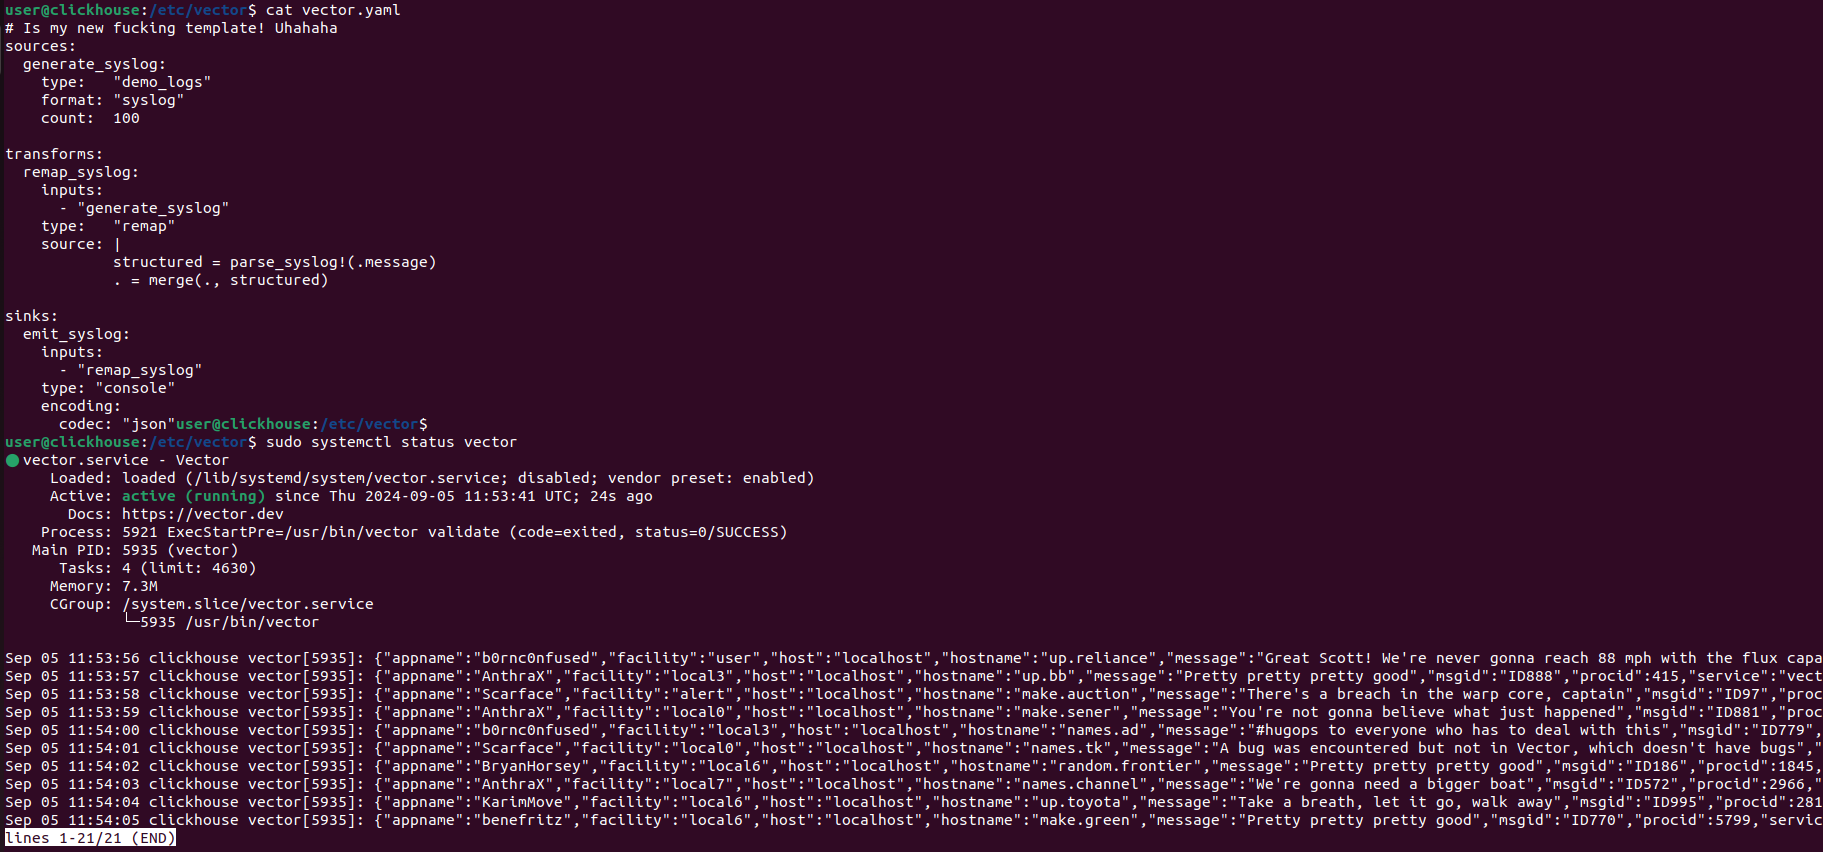 user@clickhouse:/etc/vector$ cat vector.yaml
# Is my new fucking template! Uhahaha
sources:
  generate_syslog:
    type:   "demo_logs"
    format: "syslog"
    count:  100

transforms:
  remap_syslog:
    inputs:
      - "generate_syslog"
    type:   "remap"
    source: |
            structured = parse_syslog!(.message)
            . = merge(., structured)

sinks:
  emit_syslog:
    inputs:
      - "remap_syslog"
    type: "console"
    encoding:
      codec: "json"user@clickhouse:/etc/vector$
user@clickhouse:/etc/vector$ sudo systemctl status vector
● vector.service - Vector
     Loaded: loaded (/lib/systemd/system/vector.service; disabled; vendor preset: enabled)
     Active: active (running) since Thu 2024-09-05 11:53:41 UTC; 24s ago
       Docs: https://vector.dev
    Process: 5921 ExecStartPre=/usr/bin/vector validate (code=exited, status=0/SUCCESS)
   Main PID: 5935 (vector)
      Tasks: 4 (limit: 4630)
     Memory: 7.3M
     CGroup: /system.slice/vector.service
             └─5935 /usr/bin/vector

Sep 05 11:53:56 clickhouse vector[5935]: {"appname":"b0rnc0nfused","facility":"user","host":"localhost","hostname":"up.reliance","message":"Great Scott! We're never gonna reach 88 mph with the flux capa
Sep 05 11:53:57 clickhouse vector[5935]: {"appname":"AnthraX","facility":"local3","host":"localhost","hostname":"up.bb","message":"Pretty pretty pretty good","msgid":"ID888","procid":415,"service":"vect
Sep 05 11:53:58 clickhouse vector[5935]: {"appname":"Scarface","facility":"alert","host":"localhost","hostname":"make.auction","message":"There's a breach in the warp core, captain","msgid":"ID97","proc
Sep 05 11:53:59 clickhouse vector[5935]: {"appname":"AnthraX","facility":"local0","host":"localhost","hostname":"make.sener","message":"You're not gonna believe what just happened","msgid":"ID881","proc
Sep 05 11:54:00 clickhouse vector[5935]: {"appname":"b0rnc0nfused","facility":"local3","host":"localhost","hostname":"names.ad","message":"#hugops to everyone who has to deal with this","msgid":"ID779",
Sep 05 11:54:01 clickhouse vector[5935]: {"appname":"Scarface","facility":"local0","host":"localhost","hostname":"names.tk","message":"A bug was encountered but not in Vector, which doesn't have bugs","
Sep 05 11:54:02 clickhouse vector[5935]: {"appname":"BryanHorsey","facility":"local6","host":"localhost","hostname":"random.frontier","message":"Pretty pretty pretty good","msgid":"ID186","procid":1845,
Sep 05 11:54:03 clickhouse vector[5935]: {"appname":"AnthraX","facility":"local7","host":"localhost","hostname":"names.channel","message":"We're gonna need a bigger boat","msgid":"ID572","procid":2966,"
Sep 05 11:54:04 clickhouse vector[5935]: {"appname":"KarimMove","facility":"local6","host":"localhost","hostname":"up.toyota","message":"Take a breath, let it go, walk away","msgid":"ID995","procid":281
Sep 05 11:54:05 clickhouse vector[5935]: {"appname":"benefritz","facility":"local6","host":"localhost","hostname":"make.green","message":"Pretty pretty pretty good","msgid":"ID770","procid":5799,"servic
lines 1-21/21 (END)